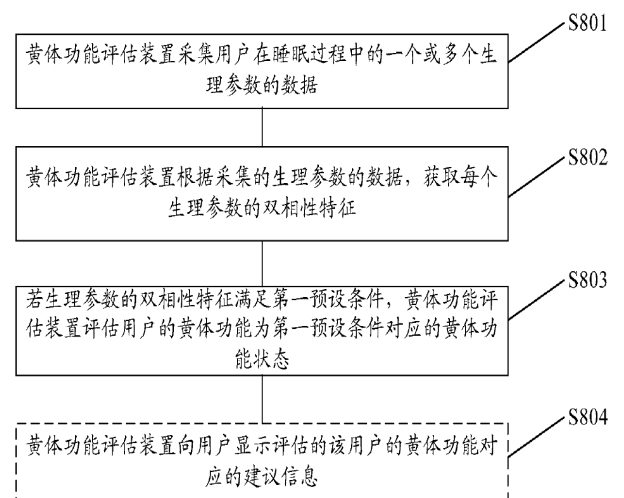 S801
黄体功能评估装置采集用户在睡眠过程中的一个或多个生
理参数的数据
S802
黄体功能评估装置根据采集的生理参数的数据，获取每个
生理参数的双相性特征
S803
若生理参数的双相性特征满足第一预设条件，黄体功能评
估装置评估用户的黄体功能为第一预设条件对应的黄体功
能状态
S804
黄体功能评估装置向用户显示评估的该用户的黄体功能对
应的建议信息